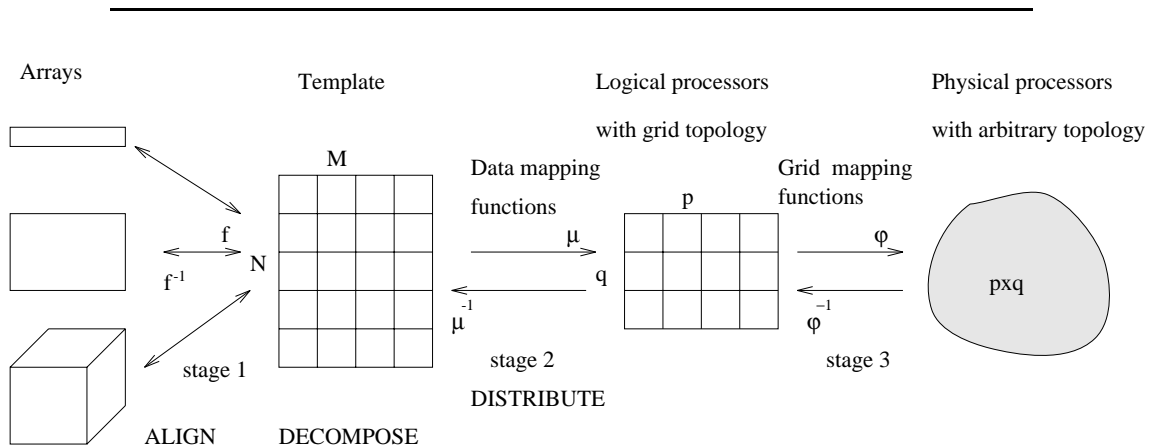 Arrays
Template
Logical processors
with grid topology
Physical processors
with arbitrary topology
M
Data mapping
functions
Grid mapping
functions
p
f
f-1
N
μ
μ-1
q
φ
φ−1
pxq
stage 1
stage 2
stage 3
DISTRIBUTE
ALIGN
DECOMPOSE